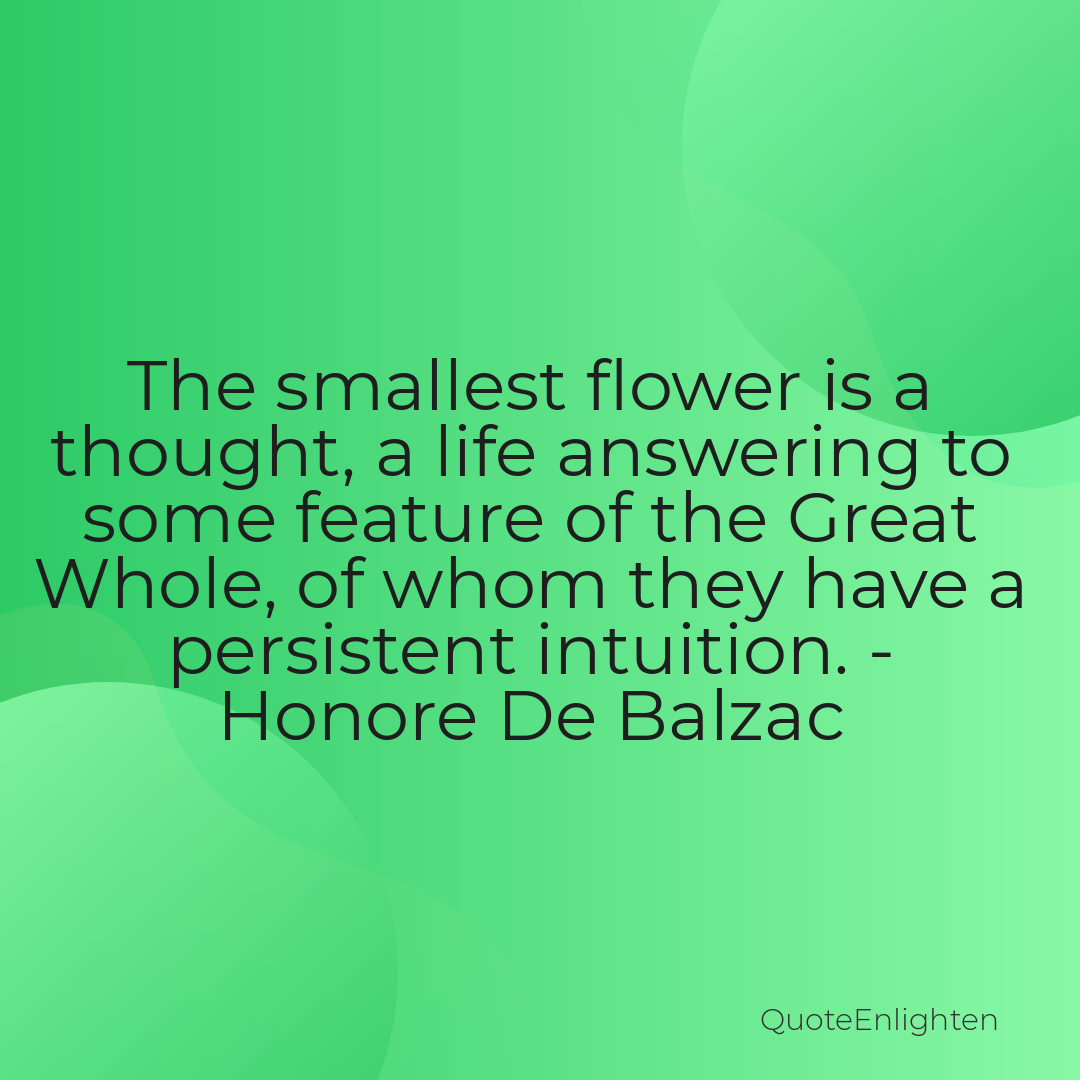 The smallest flower is a
thought, a life answering to
some feature of the Great
Whole, of whom they have a
persistent intuition. -
Honore De Balzac
QuoteEnlighten